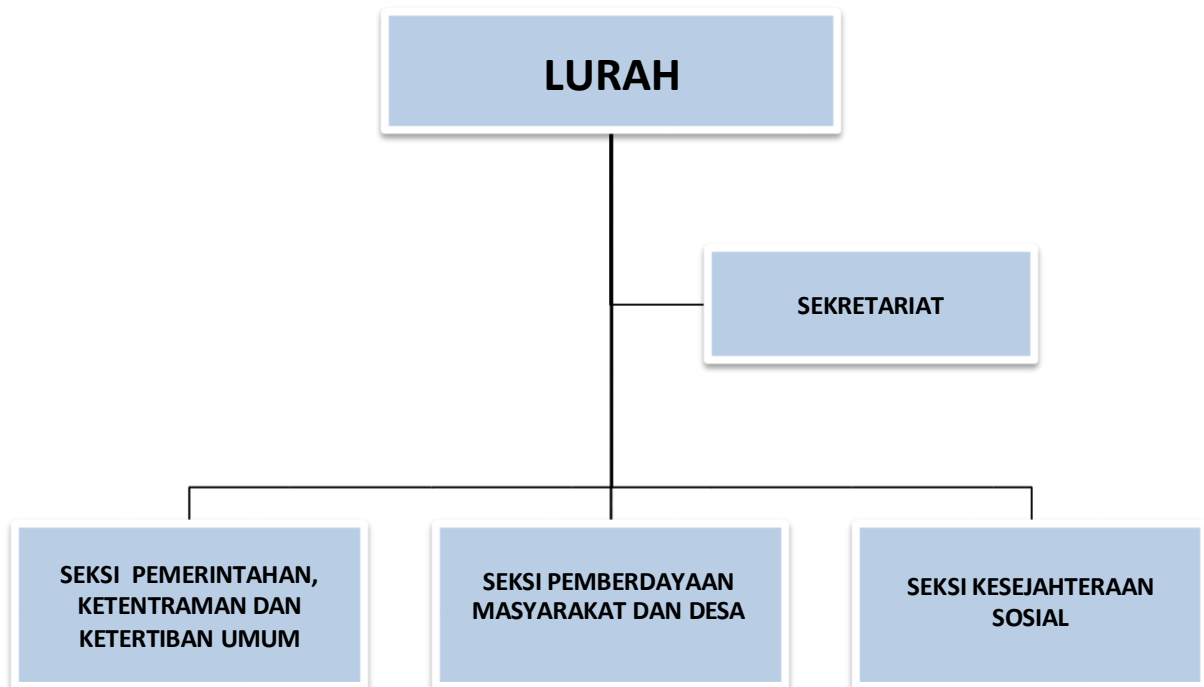 LURAH
SEKRETARIAT
SEKSI PEMERINTAHAN,
KETENTRAMAN DAN
KETERTIBAN UMUM
SEKSI PEMBERDAYAAN
MASYARAKAT DAN DESA
SEKSI KESEJAHTERAAN
SOSIAL